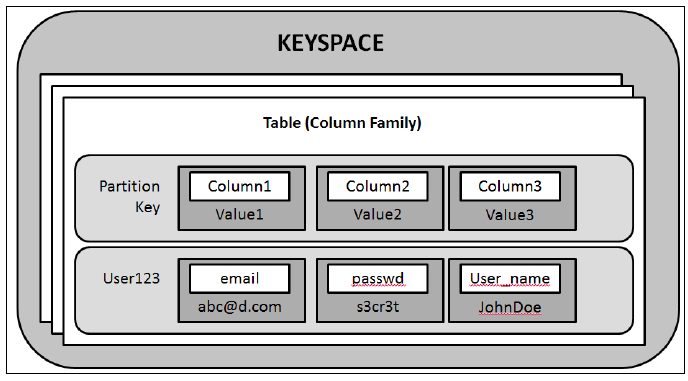 KEYSPACE
Table (Column Family)
Partition Key
Column1
Value1
Column2
Value2
Column3
Value3
User123
email
abc@d.com
passwd
s3cr3t
User_name
JohnDoe